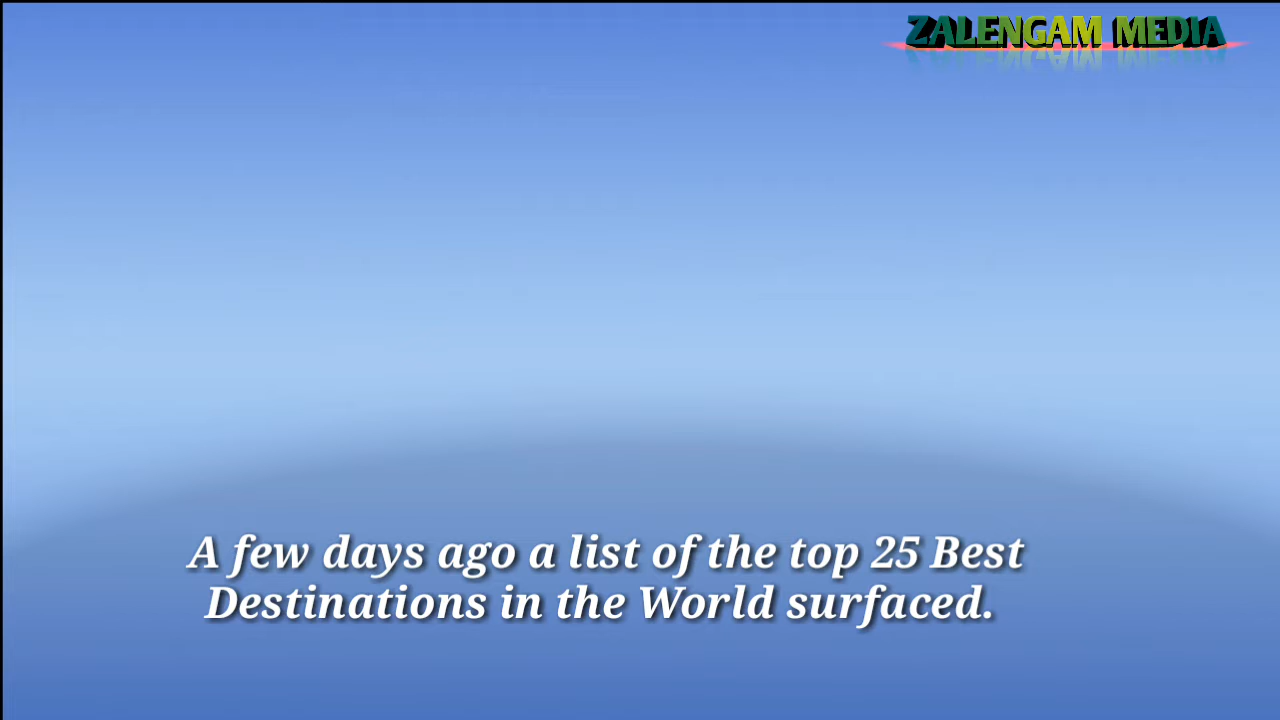 ZALENGAM MEDIA
A few days ago a list of the top 25 Best
Destinations in the World surfaced.